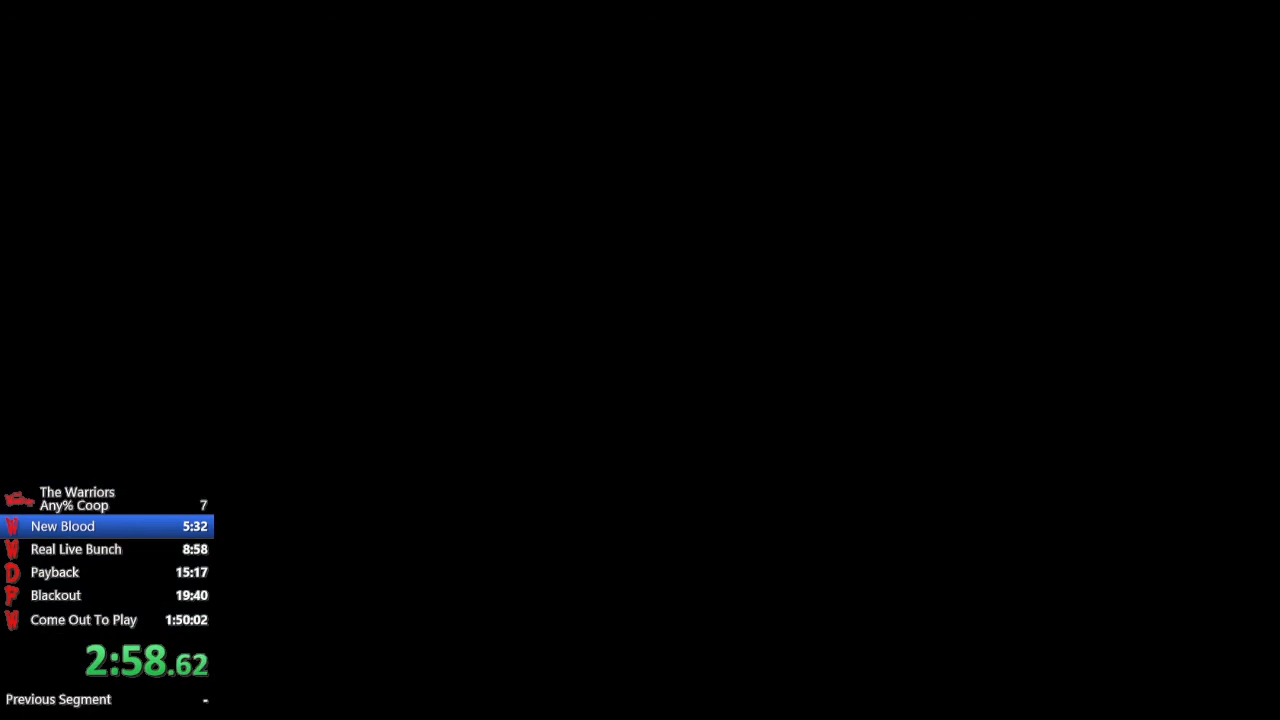 The Warriors
Any% Coop 7
W New Blood 5:32
W Real Live Bunch 8:58
D Payback 15:17
F Blackout 19:40
W Come Out To Play 1:50:02
2:58.62
Previous Segment -